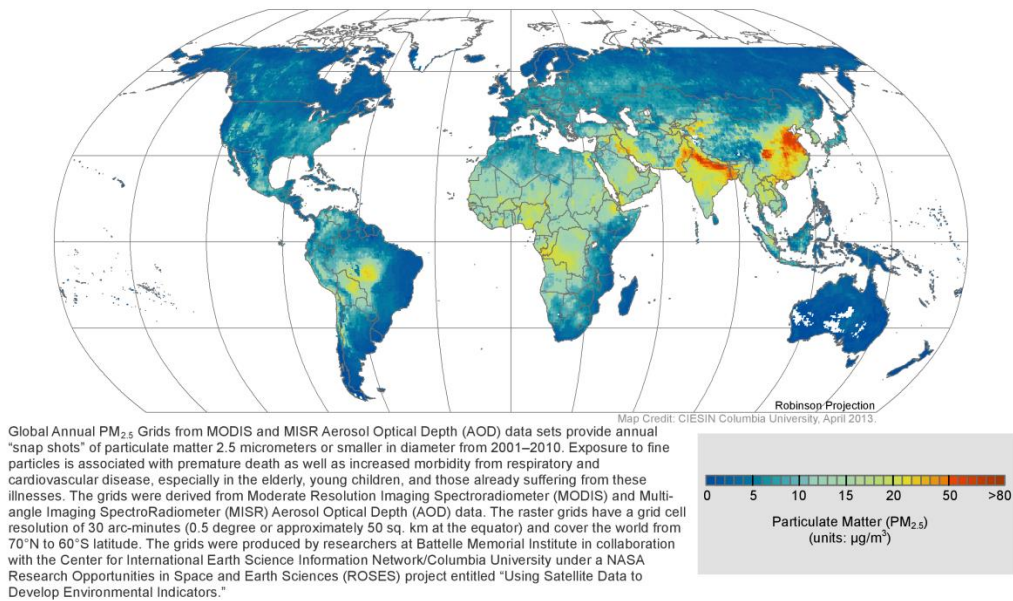 Robinson Projection
Map Credit: CIESIN Columbia University, April 2013.
Global Annual PM2.5 Grids from MODIS and MISR Aerosol Optical Depth (AOD) data sets provide annual
“snap shots” of particulate matter 2.5 micrometers or smaller in diameter from 2001–2010. Exposure to fine
particles is associated with premature death as well as increased morbidity from respiratory and
cardiovascular disease, especially in the elderly, young children, and those already suffering from these
illnesses. The grids were derived from Moderate Resolution Imaging Spectroradiometer (MODIS) and Multi-
angle Imaging SpectroRadiometer (MISR) Aerosol Optical Depth (AOD) data. The raster grids have a grid cell
resolution of 30 arc-minutes (0.5 degree or approximately 50 sq. km at the equator) and cover the world from
70°N to 60°S latitude. The grids were produced by researchers at Battelle Memorial Institute in collaboration
with the Center for International Earth Science Information Network/Columbia University under a NASA
Research Opportunities in Space and Earth Sciences (ROSES) project entitled “Using Satellite Data to
Develop Environmental Indicators.”
0 5 10 15 20 50 >80
Particulate Matter (PM2.5)
(units: µg/m³)